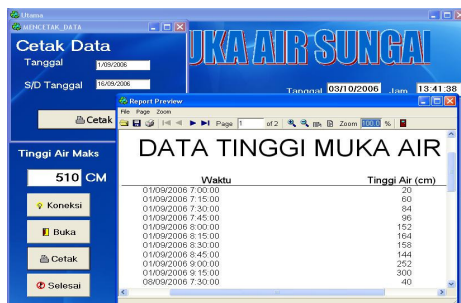 Utama
MENCETAK_DATA
MUKA AIR SUNGAI
Cetak Data
Tanggal
1/09/2006
S/D Tanggal
16/09/2006
Cetak
Tanggal 03/10/2006 Jam 13:41:38
Report Preview
File Page Zoom
Page 1 of 2 Zoom 100.0 %
DATA TINGGI MUKA AIR
Waktu Tinggi Air (cm)
01/09/2006 7:00:00 20
01/09/2006 7:15:00 60
01/09/2006 7:30:00 84
01/09/2006 7:45:00 96
01/09/2006 8:00:00 152
01/09/2006 8:15:00 164
01/09/2006 8:30:00 158
01/09/2006 8:45:00 144
01/09/2006 9:00:00 252
01/09/2006 9:15:00 300
08/09/2006 7:30:00 40
Tinggi Air Maks
510 CM
Koneksi
Buka
Cetak
Selesai